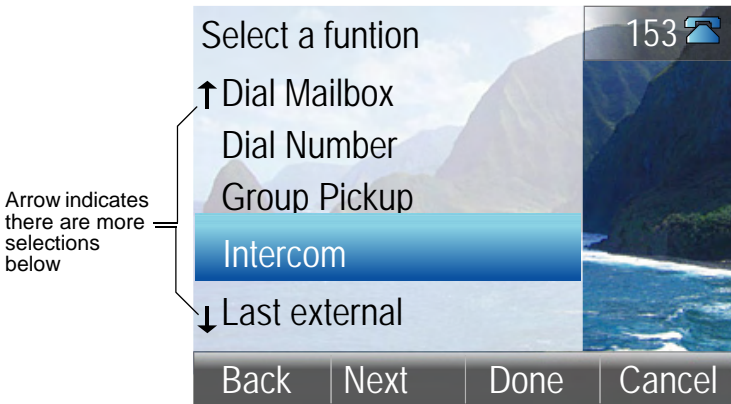 Select a funtion
153
↑ Dial Mailbox
Dial Number
Group Pickup
Intercom
↓ Last external
Arrow indicates
there are more
selections
below
Back Next Done Cancel